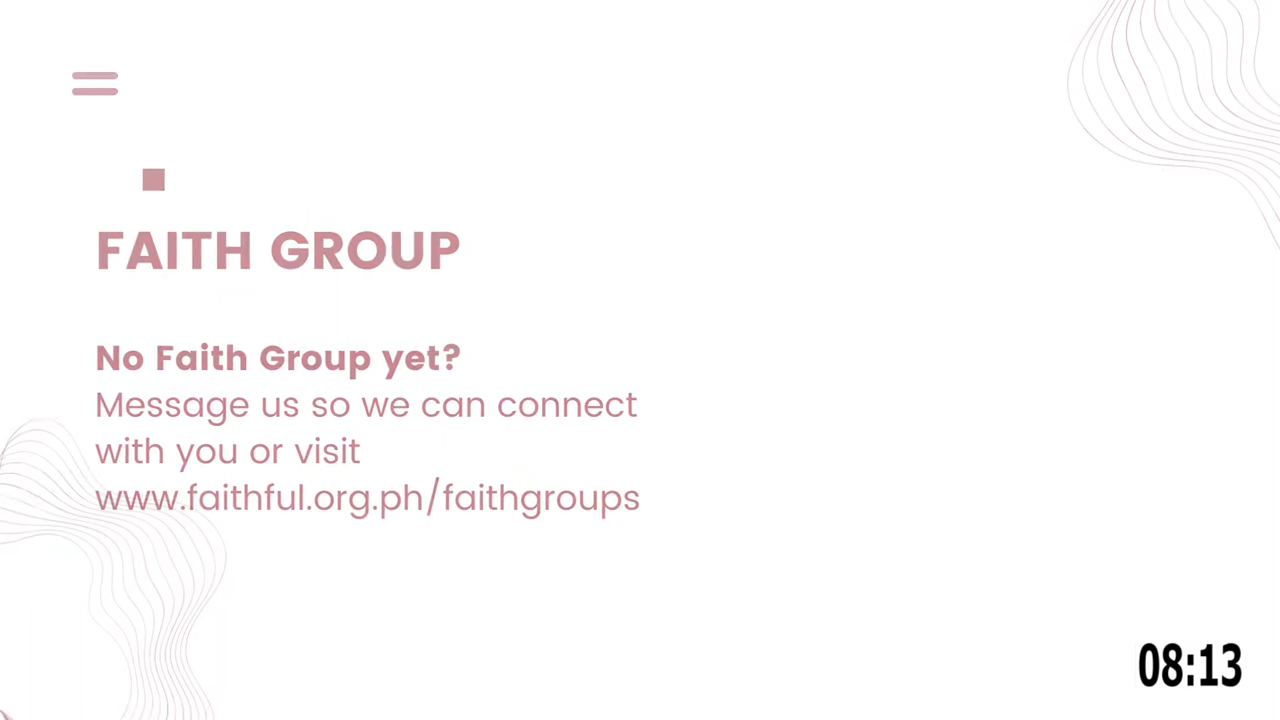 FAITH GROUP
No Faith Group yet?
Message us so we can connect
with you or visit
www.faithful.org.ph/faithgroups
08:13